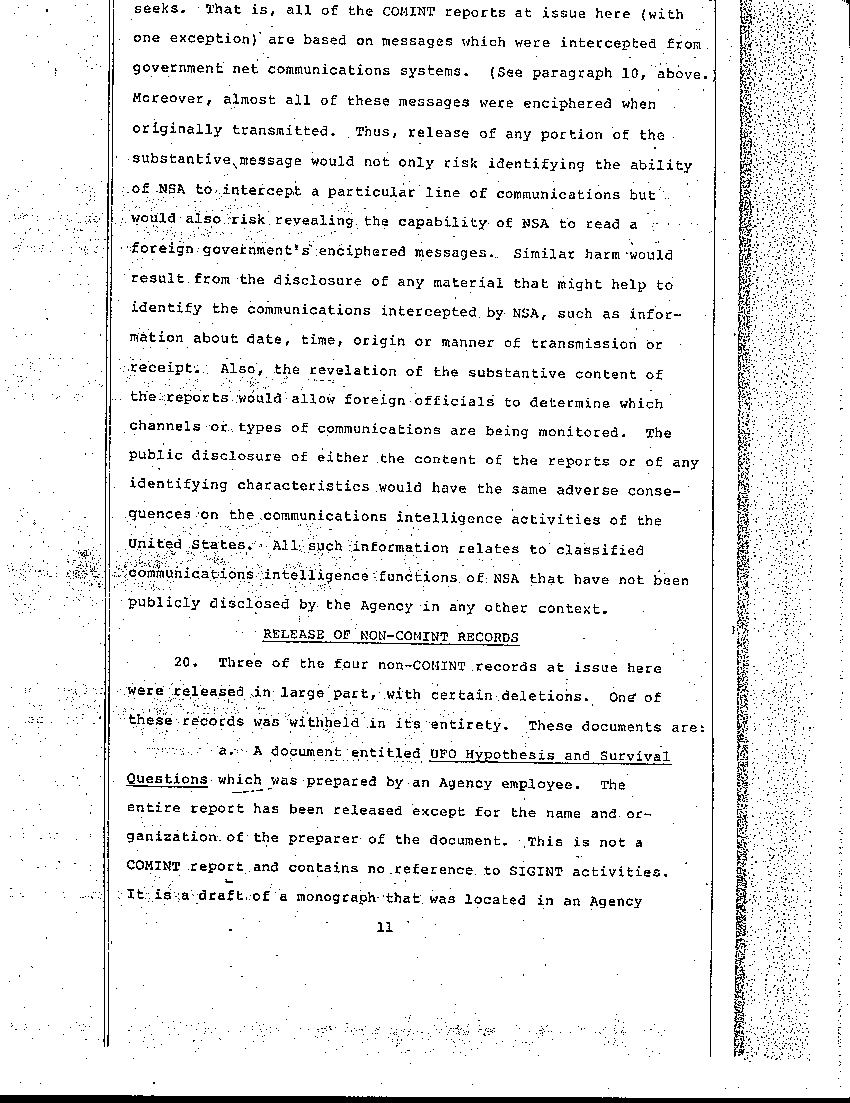 seeks. That is, all of the COMINT reports at issue here (with
one exception) are based on messages which were intercepted from
government net communications systems. (See paragraph 10, above.)
Moreover, almost all of these messages were enciphered when
originally transmitted. Thus, release of any portion of the
substantive message would not only risk identifying the ability
of NSA to intercept a particular line of communications but
would also risk revealing the capability of NSA to read a
foreign government's enciphered messages. Similar harm would
result from the disclosure of any material that might help to
identify the communications intercepted by NSA, such as infor-
mation about date, time, origin or manner of transmission or
receipt. Also, the revelation of the substantive content of
the reports would allow foreign officials to determine which
channels or types of communications are being monitored. The
public disclosure of either the content of the reports or of any
identifying characteristics would have the same adverse conse-
quences on the communications intelligence activities of the
United States. All such information relates to classified
communications intelligence functions of NSA that have not been
publicly disclosed by the Agency in any other context.
RELEASE OF NON-COMINT RECORDS
20. Three of the four non-COMINT records at issue here
were released in large part, with certain deletions. One of
these records was withheld in its entirety. These documents are:
a. A document entitled UFO Hypothesis and Survival
Questions which was prepared by an Agency employee. The
entire report has been released except for the name and or-
ganization of the preparer of the document. This is not a
COMINT report and contains no reference to SIGINT activities.
It is a draft of a monograph that was located in an Agency
11